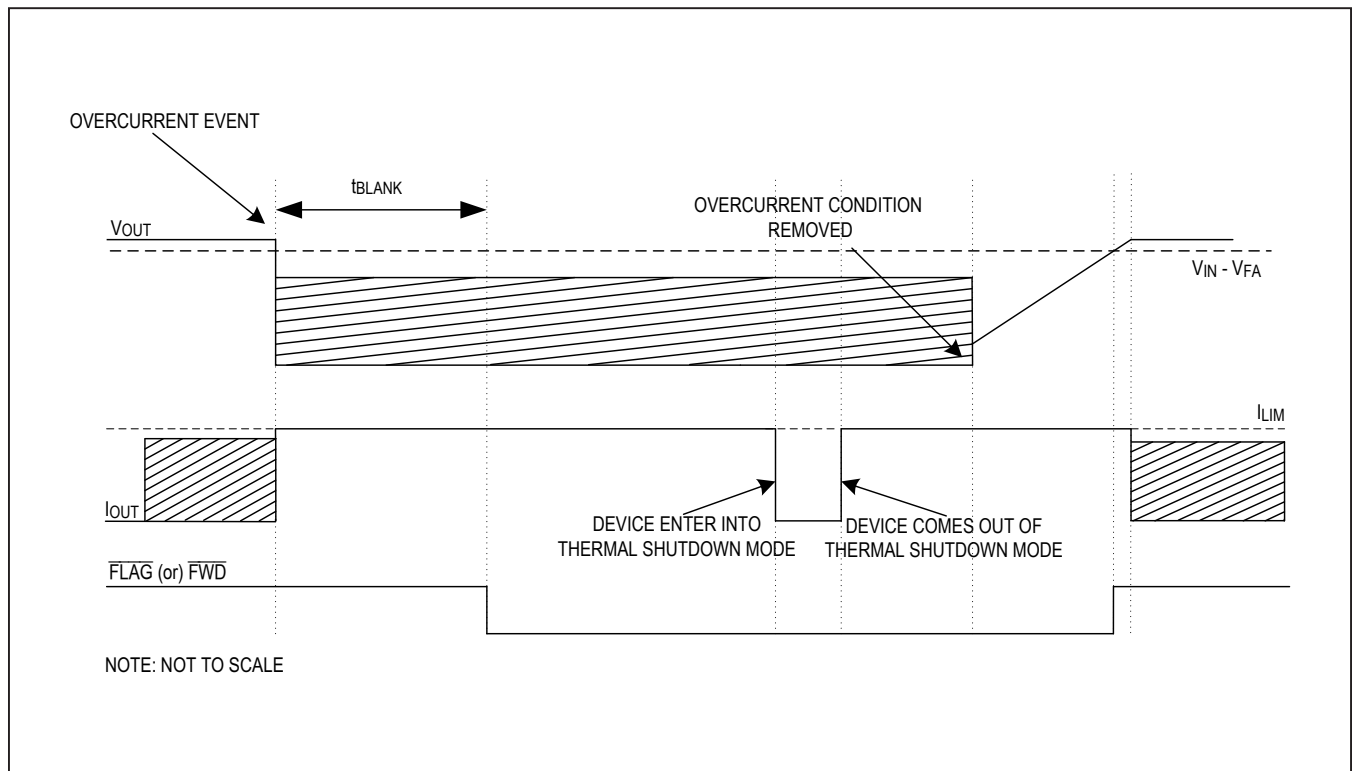 OVERCURRENT EVENT
tBLANK
OVERCURRENT CONDITION
REMOVED
VOUT
VIN - VFA
ILIM
IOUT
DEVICE ENTER INTO
THERMAL SHUTDOWN MODE
DEVICE COMES OUT OF
THERMAL SHUTDOWN MODE
FLAG (or) FWD
NOTE: NOT TO SCALE